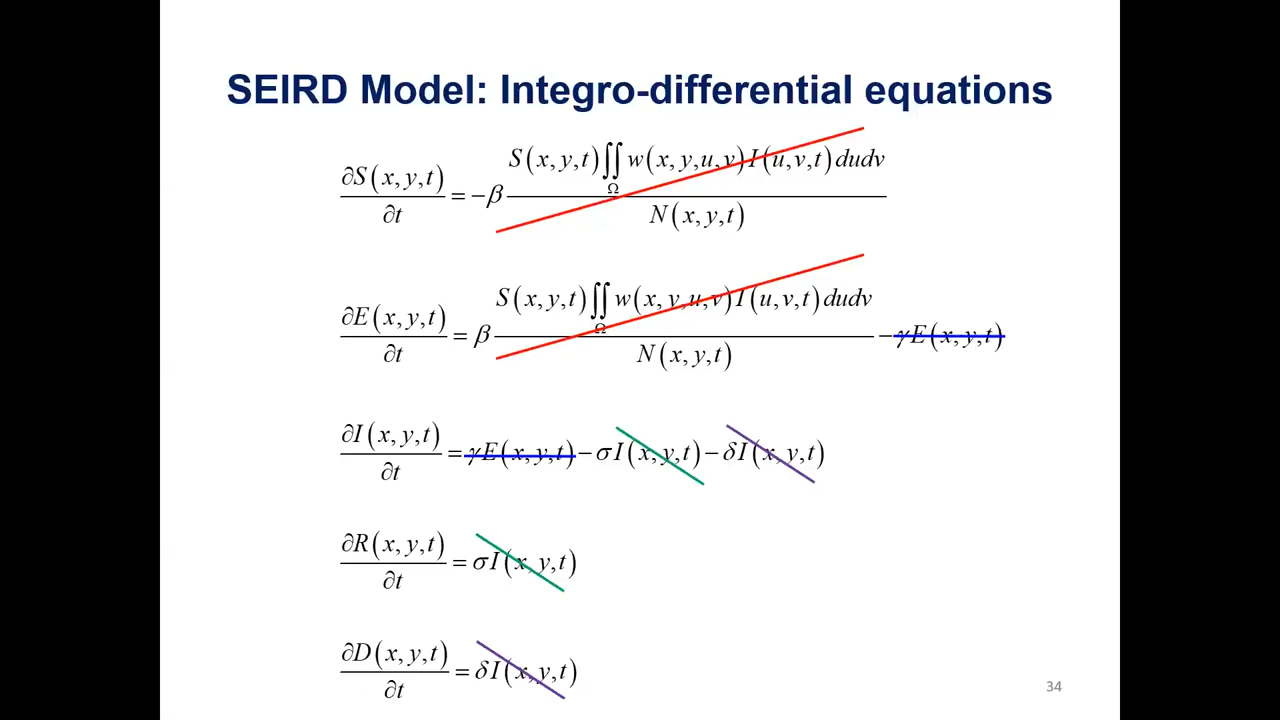 SEIRD Model: Integro-differential equations
∂S(x,y,t)/∂t = −β S(x,y,t)∬_Ω w(x,y,u,v)I(u,v,t)dudv / N(x,y,t)
∂E(x,y,t)/∂t = β S(x,y,t)∬_Ω w(x,y,u,v)I(u,v,t)dudv / N(x,y,t) − γE(x,y,t)
∂I(x,y,t)/∂t = γE(x,y,t) − σI(x,y,t) − δI(x,y,t)
∂R(x,y,t)/∂t = σI(x,y,t)
∂D(x,y,t)/∂t = δI(x,y,t)
34